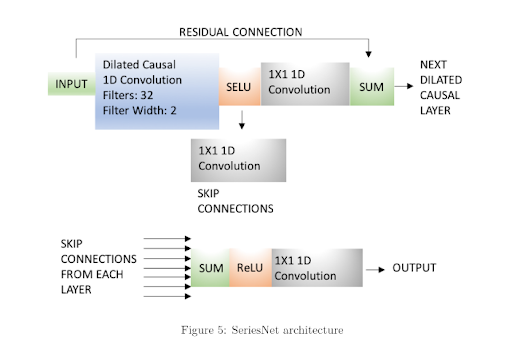 RESIDUAL CONNECTION
INPUT
Dilated Causal
1D Convolution
Filters: 32
Filter Width: 2
SELU
1X1 1D
Convolution
SUM
NEXT
DILATED
CAUSAL
LAYER
1X1 1D
Convolution
SKIP
CONNECTIONS
SKIP
CONNECTIONS
FROM EACH
LAYER
SUM
ReLU
1X1 1D
Convolution
OUTPUT
Figure 5: SeriesNet architecture